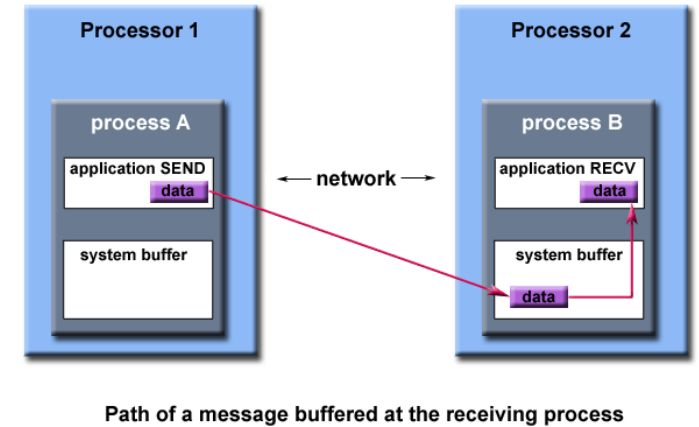 Processor 1
process A
application SEND
data
system buffer
network
Processor 2
process B
application RECV
data
system buffer
data
Path of a message buffered at the receiving process